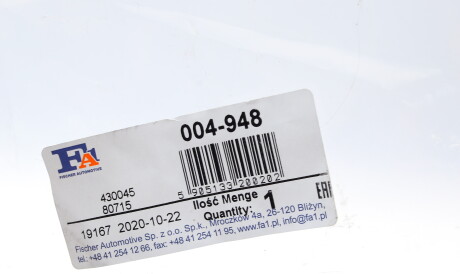 FA
FISCHER AUTOMOTIVE
004-948
430045
80715
5 905133 200202
19167 2020-10-22
Ilość Menge
Quantity: 1
EAC
Fischer Automotive Sp. z o.o. Sp.k., Mroczków 4a, 26-120 Bliżyn,
tel: +48 41 254 12 66, fax: +48 41 254 11 95, www.fa1.pl, info@fa1.pl